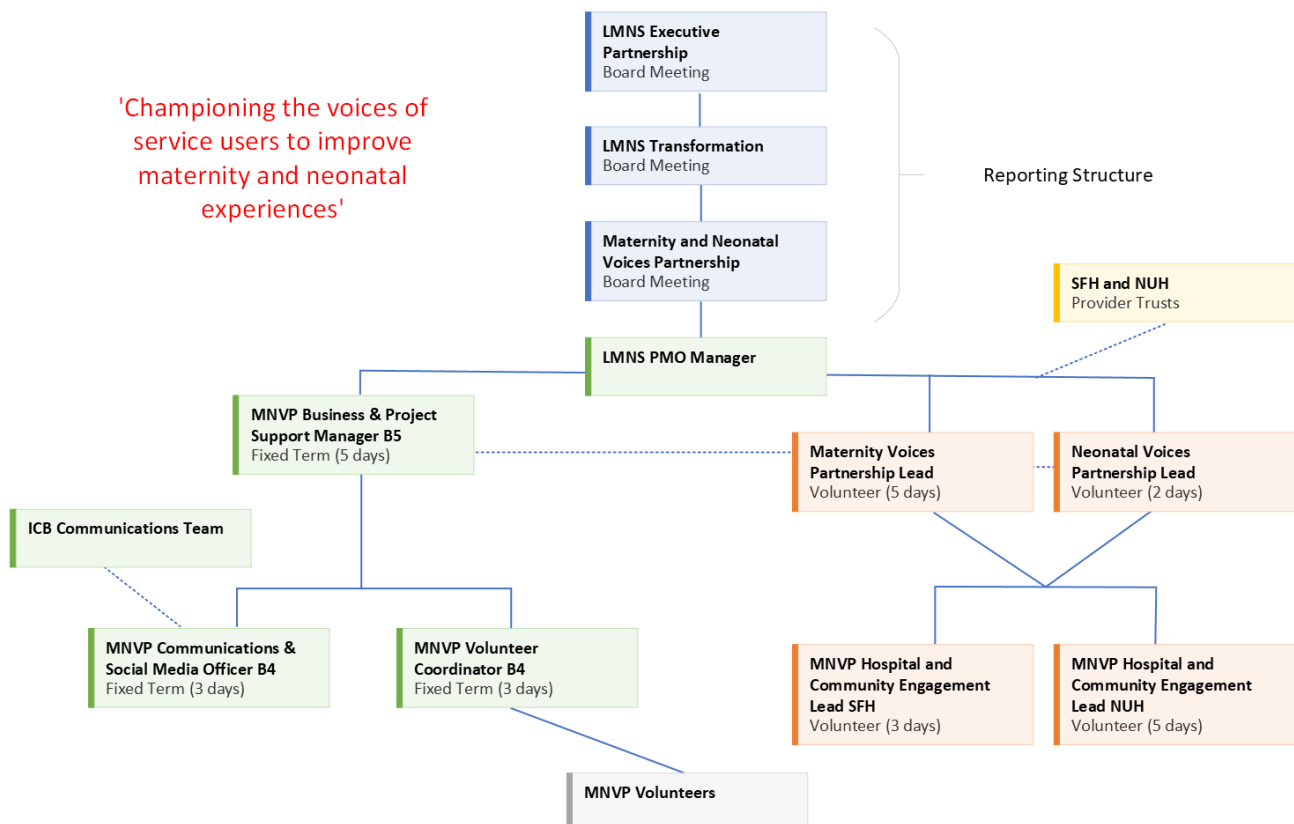 LMNS Executive
Partnership
Board Meeting
'Championing the voices of
service users to improve
maternity and neonatal
experiences'
LMNS Transformation
Board Meeting
Reporting Structure
Maternity and Neonatal
Voices Partnership
Board Meeting
SFH and NUH
Provider Trusts
LMNS PMO Manager
MNVP Business & Project
Support Manager B5
Fixed Term (5 days)
Maternity Voices
Partnership Lead
Volunteer (5 days)
Neonatal Voices
Partnership Lead
Volunteer (2 days)
ICB Communications Team
MNVP Communications &
Social Media Officer B4
Fixed Term (3 days)
MNVP Volunteer
Coordinator B4
Fixed Term (3 days)
MNVP Hospital and
Community Engagement
Lead SFH
Volunteer (3 days)
MNVP Hospital and
Community Engagement
Lead NUH
Volunteer (5 days)
MNVP Volunteers